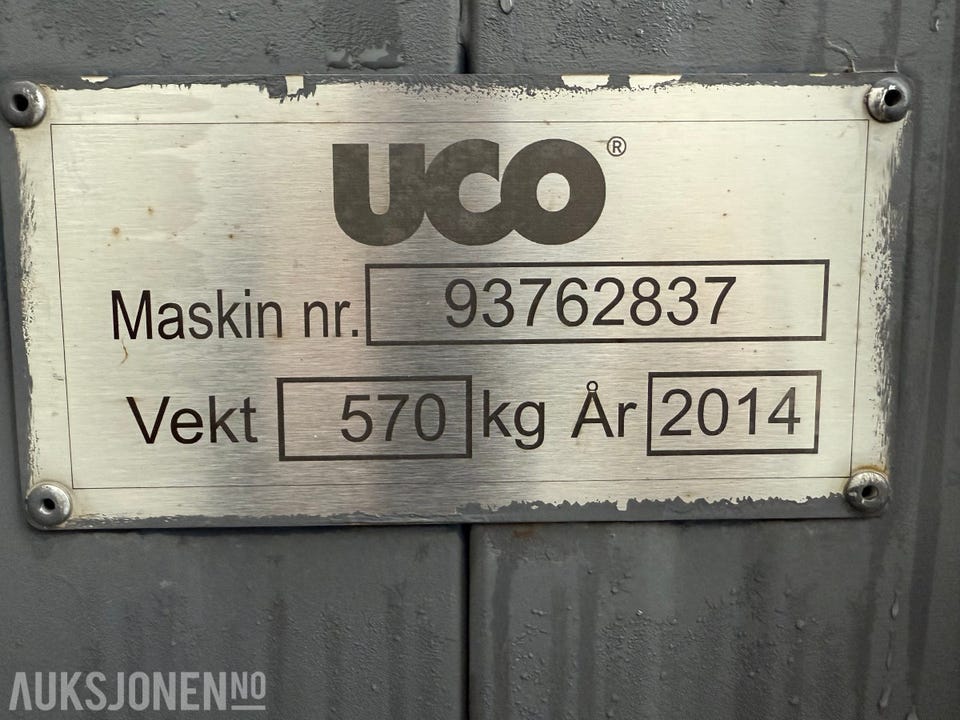 UCO®
Maskin nr. 93762837
Vekt 570 kg År 2014
AUKSJONEN.NO